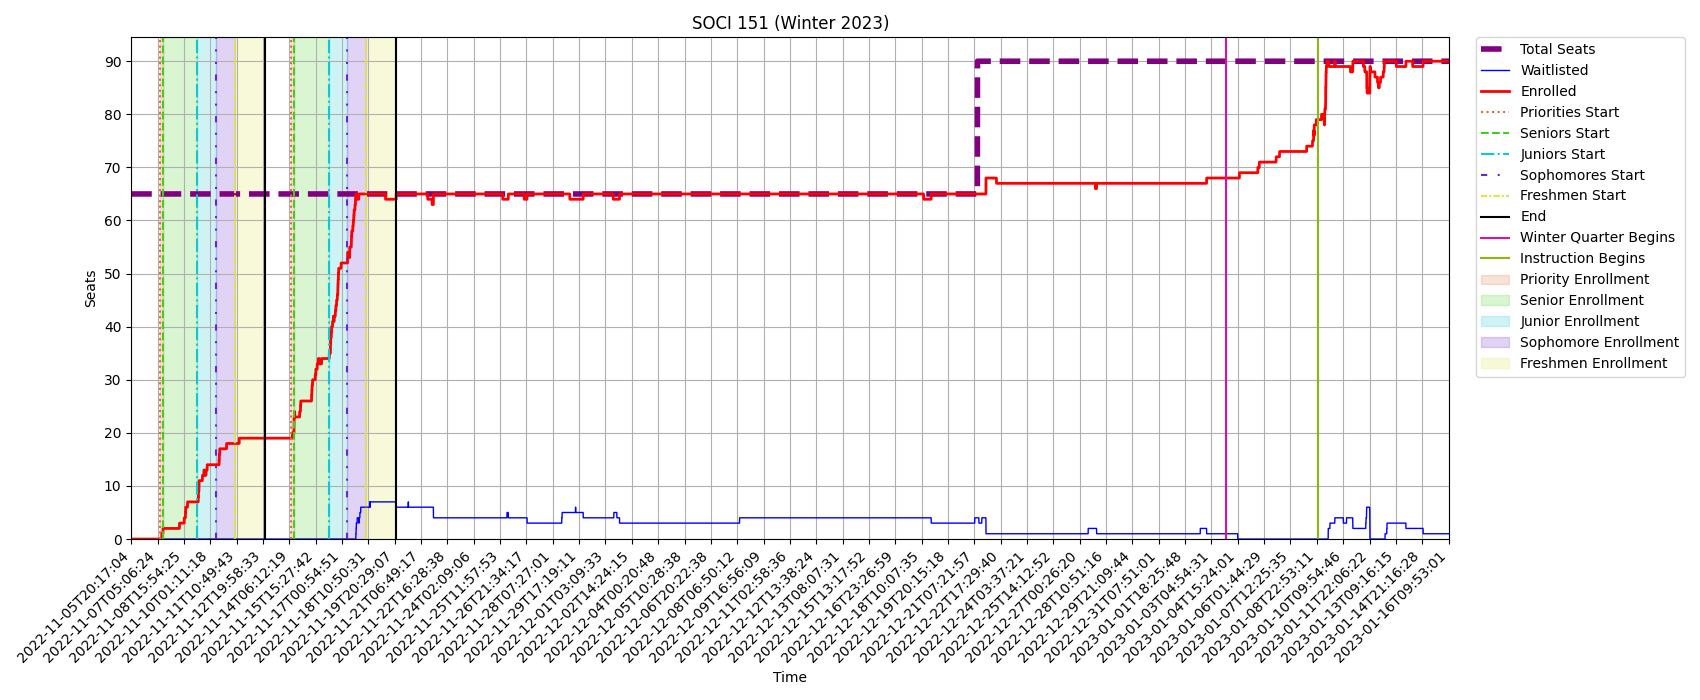 SOCI 151 (Winter 2023)
Seats
90
80
70
60
50
40
30
20
10
0
2022-11-05T20:17:04
2022-11-07T05:06:24
2022-11-08T15:54:25
2022-11-10T01:11:18
2022-11-11T10:49:43
2022-11-12T19:58:33
2022-11-14T06:12:19
2022-11-15T15:27:42
2022-11-17T00:54:51
2022-11-18T10:50:31
2022-11-19T20:29:07
2022-11-21T06:49:17
2022-11-22T16:28:38
2022-11-24T02:09:06
2022-11-25T11:57:53
2022-11-26T21:34:17
2022-11-28T07:27:01
2022-11-29T17:19:11
2022-12-01T03:09:33
2022-12-02T14:24:15
2022-12-04T00:20:48
2022-12-05T10:28:38
2022-12-06T20:22:38
2022-12-08T06:50:12
2022-12-09T16:56:09
2022-12-11T02:58:36
2022-12-12T13:38:24
2022-12-13T08:07:31
2022-12-15T13:17:52
2022-12-16T23:26:59
2022-12-18T10:07:35
2022-12-19T20:15:18
2022-12-21T07:21:57
2022-12-22T17:29:40
2022-12-24T03:37:21
2022-12-25T14:12:52
2022-12-27T00:26:20
2022-12-28T10:51:16
2022-12-29T21:09:44
2022-12-31T07:51:01
2023-01-01T18:25:48
2023-01-03T04:54:31
2023-01-04T15:24:01
2023-01-06T01:44:29
2023-01-07T12:25:35
2023-01-08T22:53:11
2023-01-10T09:54:46
2023-01-11T22:06:22
2023-01-13T09:16:15
2023-01-14T21:16:28
2023-01-16T09:53:01
Time
Total Seats
Waitlisted
Enrolled
Priorities Start
Seniors Start
Juniors Start
Sophomores Start
Freshmen Start
End
Winter Quarter Begins
Instruction Begins
Priority Enrollment
Senior Enrollment
Junior Enrollment
Sophomore Enrollment
Freshmen Enrollment